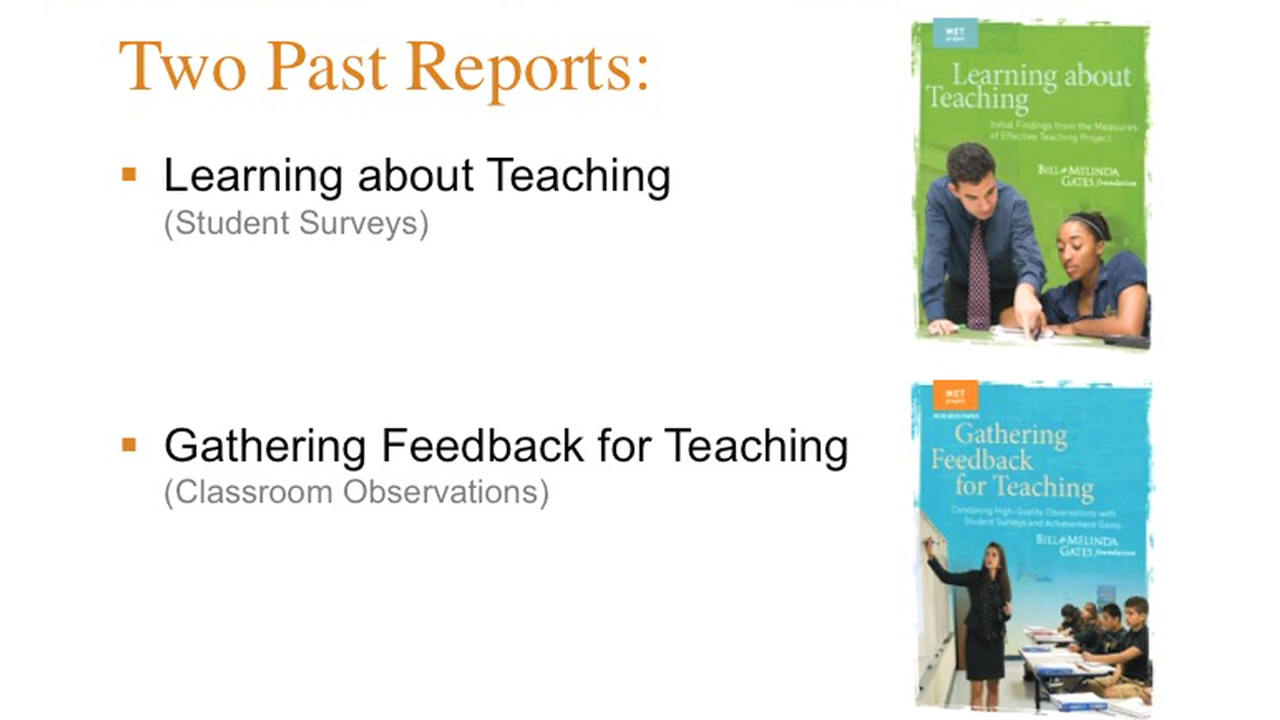 Two Past Reports:
▪ Learning about Teaching
(Student Surveys)
▪ Gathering Feedback for Teaching
(Classroom Observations)
MET
project
Learning about
Teaching
Initial Findings from the Measures
of Effective Teaching Project
BILL & MELINDA
GATES foundation
MET
project
RESEARCH PAPER
Gathering
Feedback
for Teaching
Combining High-Quality Observations with
Student Surveys and Achievement Gains
BILL & MELINDA
GATES foundation